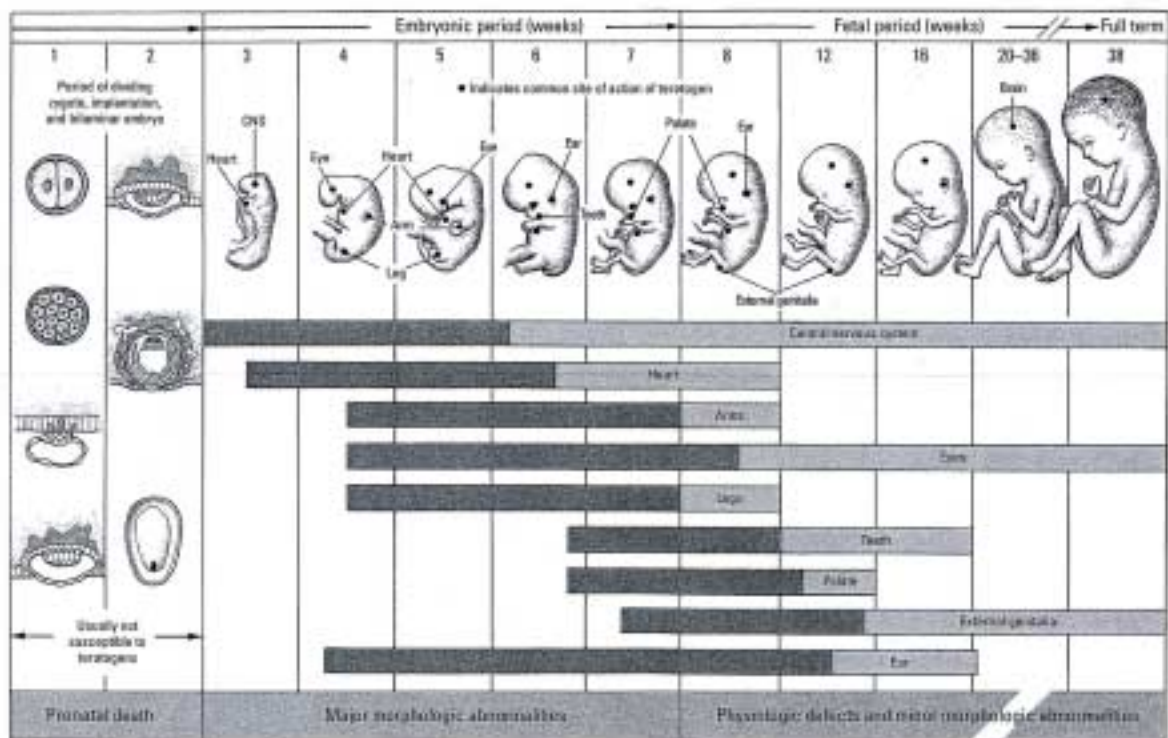 Embryonic period (weeks)
Fetal period (weeks)
Full term
1
2
3
4
5
6
7
8
12
16
20–36
38
Period of dividing
zygote, implantation,
and bilaminar embryo
• Indicates common site of action of teratogen
CNS
Heart
Eye
Heart
Eye
Ear
Palate
Eye
Brain
Arm
Teeth
Leg
External genitalia
Central nervous system
Heart
Arms
Eyes
Legs
Teeth
Palate
External genitalia
Ear
Usually not
susceptible to
teratogens
Prenatal death
Major morphologic abnormalities
Physiologic defects and minor morphologic abnormalities